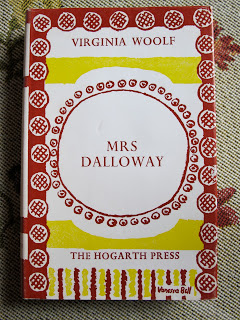 VIRGINIA WOOLF
MRS
DALLOWAY
THE HOGARTH PRESS
Vanessa Bell